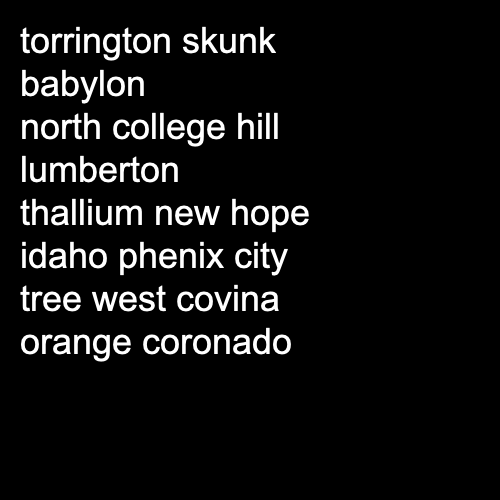 torrington skunk
babylon
north college hill
lumberton
thallium new hope
idaho phenix city
tree west covina
orange coronado